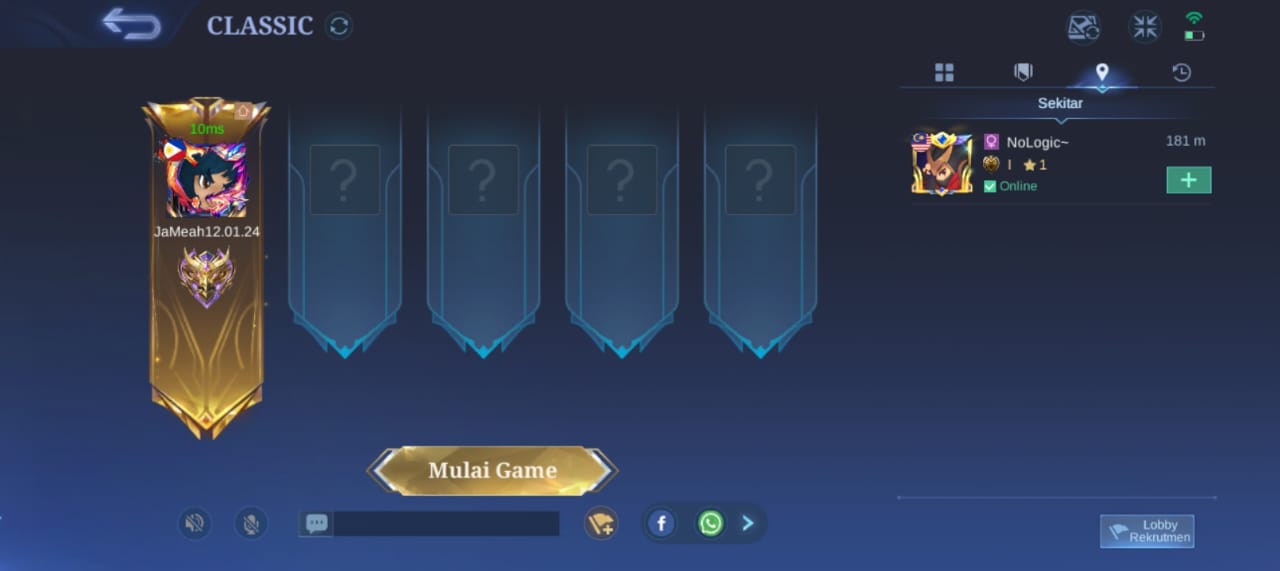 CLASSIC
Sekitar
10ms
JaMeah12.01.24
?
?
?
?
NoLogic~
181 m
I ★1
Online
+
Mulai Game
f
Lobby
Rekrutmen